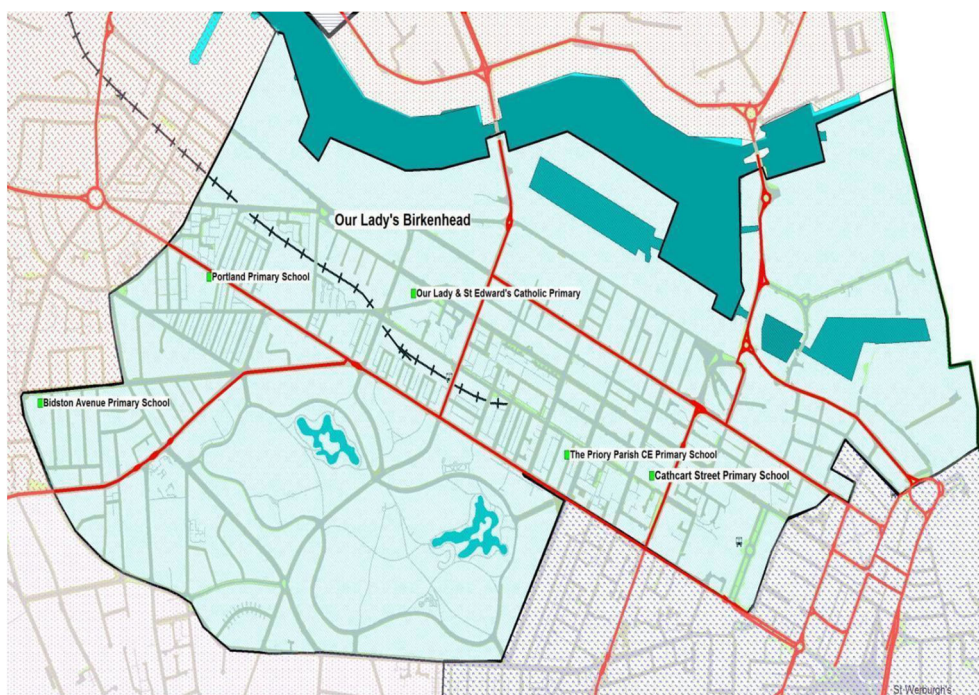 Our Lady's Birkenhead
Portland Primary School
Our Lady & St Edward's Catholic Primary
Bidston Avenue Primary School
The Priory Parish CE Primary School
Cathcart Street Primary School
St Werburgh's